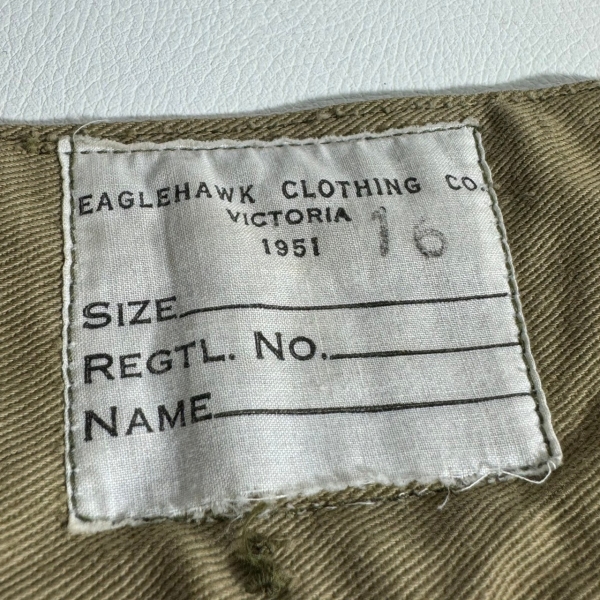 EAGLEHAWK CLOTHING CO.
VICTORIA
1951 16
SIZE
REGTL. NO.
NAME